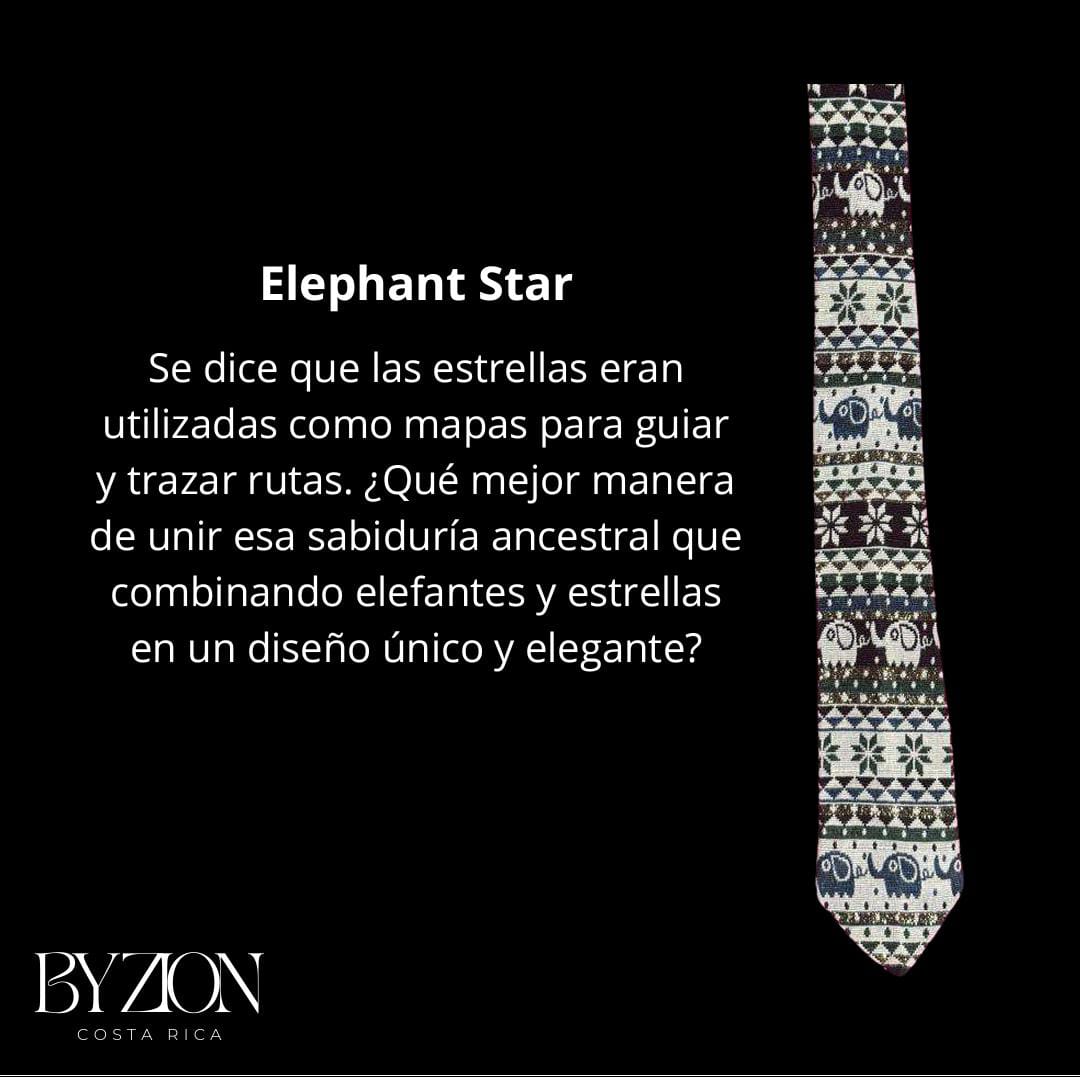 Elephant Star
Se dice que las estrellas eran
utilizadas como mapas para guiar
y trazar rutas. ¿Qué mejor manera
de unir esa sabiduría ancestral que
combinando elefantes y estrellas
en un diseño único y elegante?
BYZION
COSTA RICA